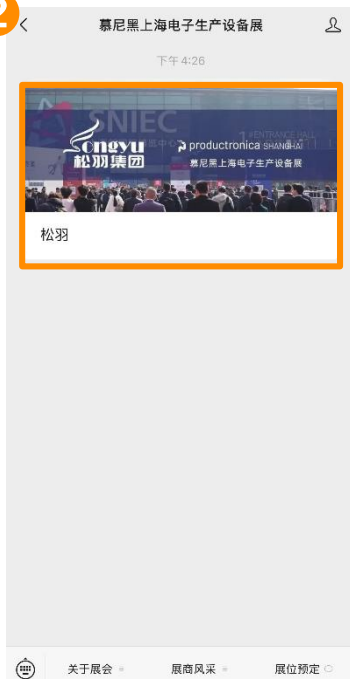 2
慕尼黑上海电子生产设备展
下午 4:26
SNIEC
ENTRANCE HALL
Songyu
松羽集团
productronica SHANGHAI
慕尼黑上海电子生产设备展
松羽
关于展会
展商风采
展位预定